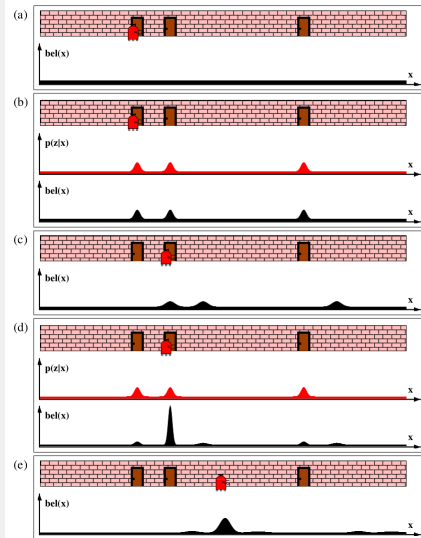 (a)
bel(x)
x
(b)
p(z|x)
x
bel(x)
x
(c)
bel(x)
x
(d)
p(z|x)
x
bel(x)
x
(e)
bel(x)
x